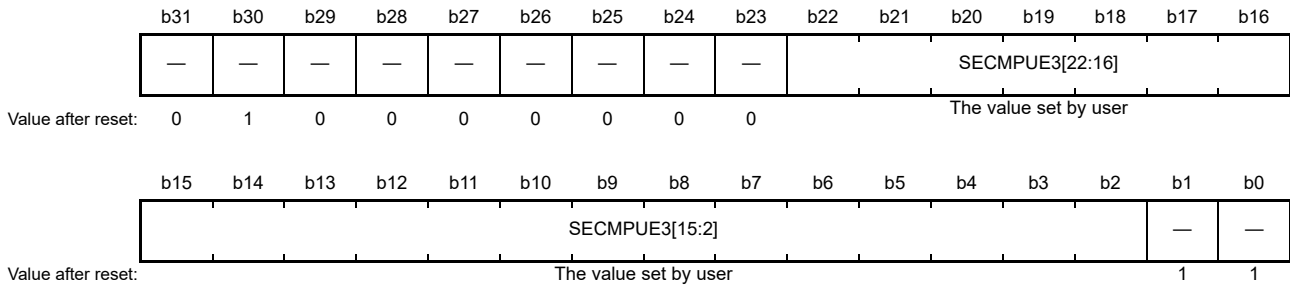 b31 b30 b29 b28 b27 b26 b25 b24 b23 b22 b21 b20 b19 b18 b17 b16
— — — — — — — — — SECMPUE3[22:16]
Value after reset: 0 1 0 0 0 0 0 0 0 The value set by user
b15 b14 b13 b12 b11 b10 b9 b8 b7 b6 b5 b4 b3 b2 b1 b0
SECMPUE3[15:2] — —
Value after reset: The value set by user 1 1